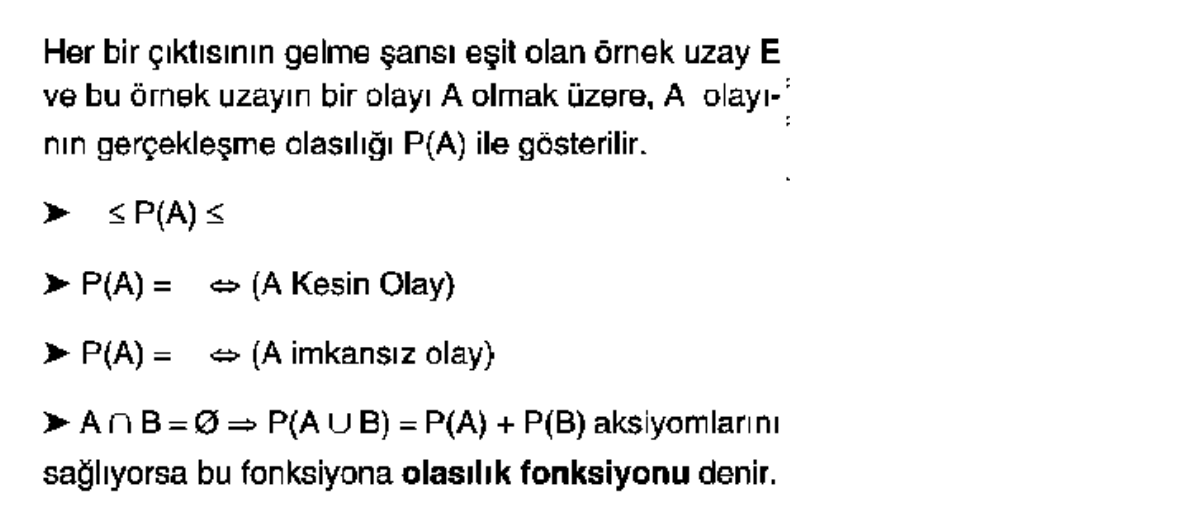 Her bir çıktısının gelme şansı eşit olan örnek uzay E
ve bu örnek uzayın bir olayı A olmak üzere, A olayı-
nın gerçekleşme olasılığı P(A) ile gösterilir.
➤ ≤ P(A) ≤
➤ P(A) = ⇔ (A Kesin Olay)
➤ P(A) = ⇔ (A imkansız olay)
➤ A ∩ B = Ø ⇒ P(A ∪ B) = P(A) + P(B) aksiyomlarını
sağlıyorsa bu fonksiyona olasılık fonksiyonu denir.